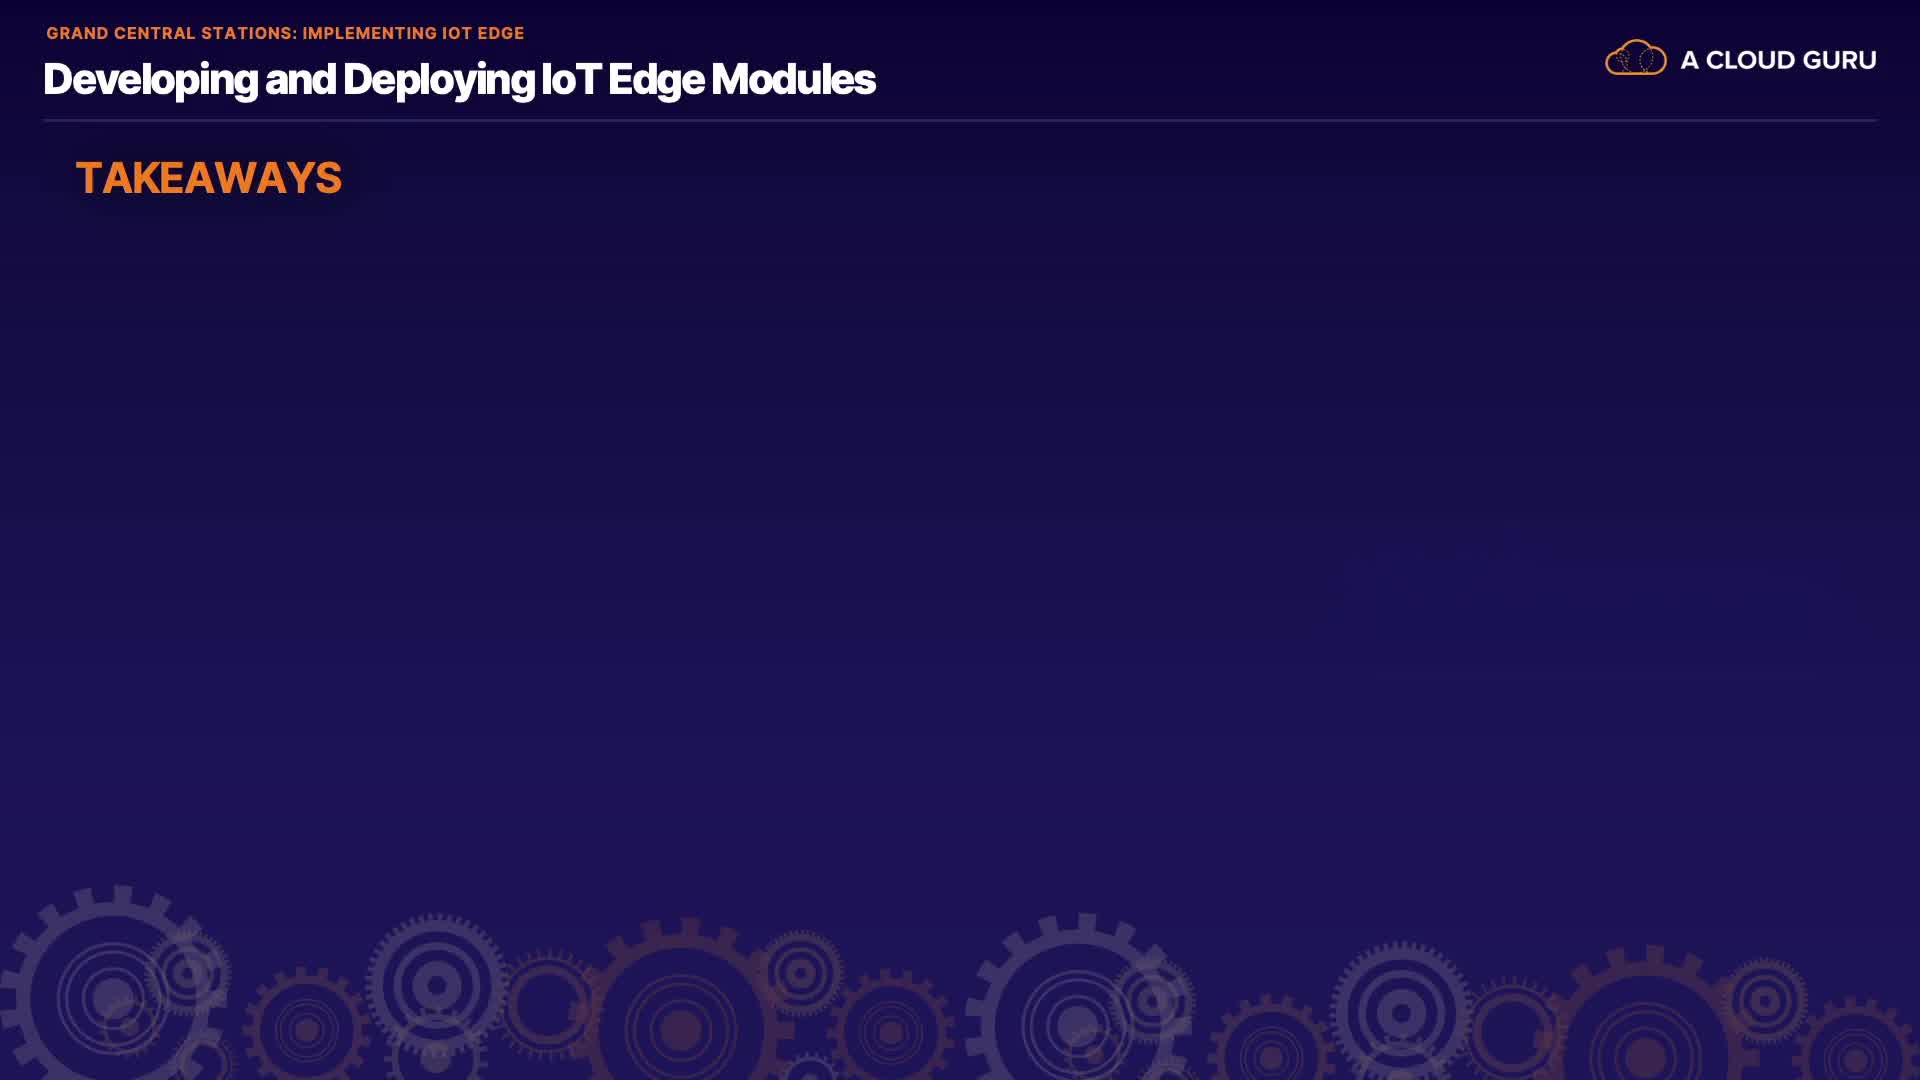 GRAND CENTRAL STATIONS: IMPLEMENTING IOT EDGE
Developing and Deploying IoT Edge Modules
A CLOUD GURU
TAKEAWAYS